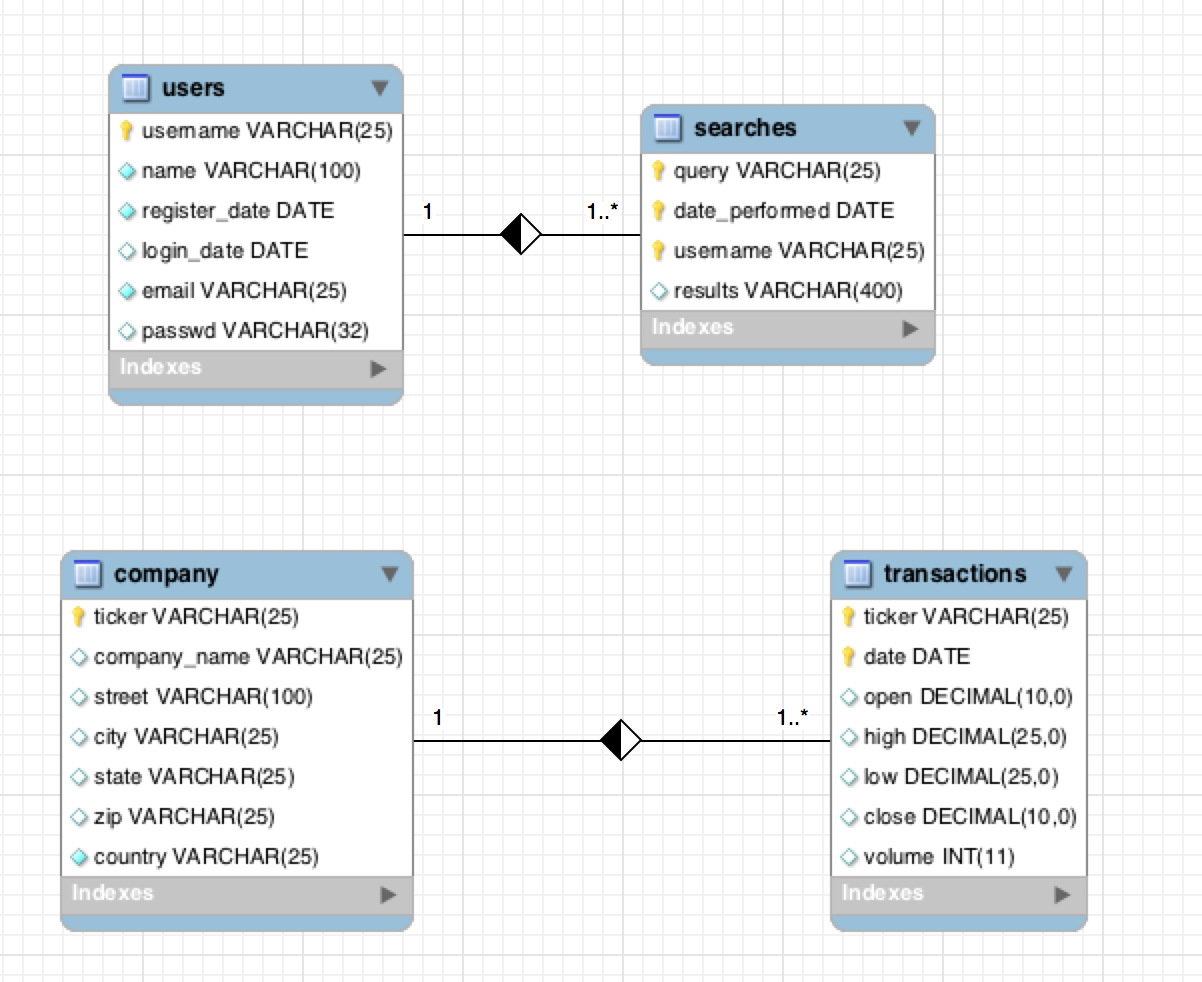 users
username VARCHAR(25)
name VARCHAR(100)
register_date DATE
login_date DATE
email VARCHAR(25)
passwd VARCHAR(32)
Indexes
1
1..*
searches
query VARCHAR(25)
date_performed DATE
username VARCHAR(25)
results VARCHAR(400)
Indexes
company
ticker VARCHAR(25)
company_name VARCHAR(25)
street VARCHAR(100)
city VARCHAR(25)
state VARCHAR(25)
zip VARCHAR(25)
country VARCHAR(25)
Indexes
1
1..*
transactions
ticker VARCHAR(25)
date DATE
open DECIMAL(10,0)
high DECIMAL(25,0)
low DECIMAL(25,0)
close DECIMAL(10,0)
volume INT(11)
Indexes